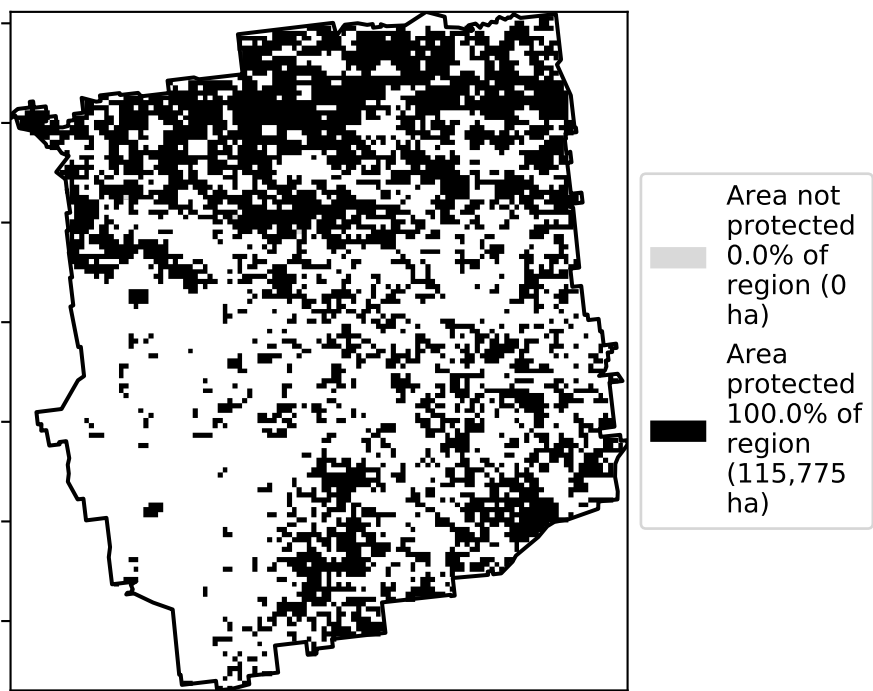 Area not
protected
0.0% of
region (0
ha)
Area
protected
100.0% of
region
(115,775
ha)